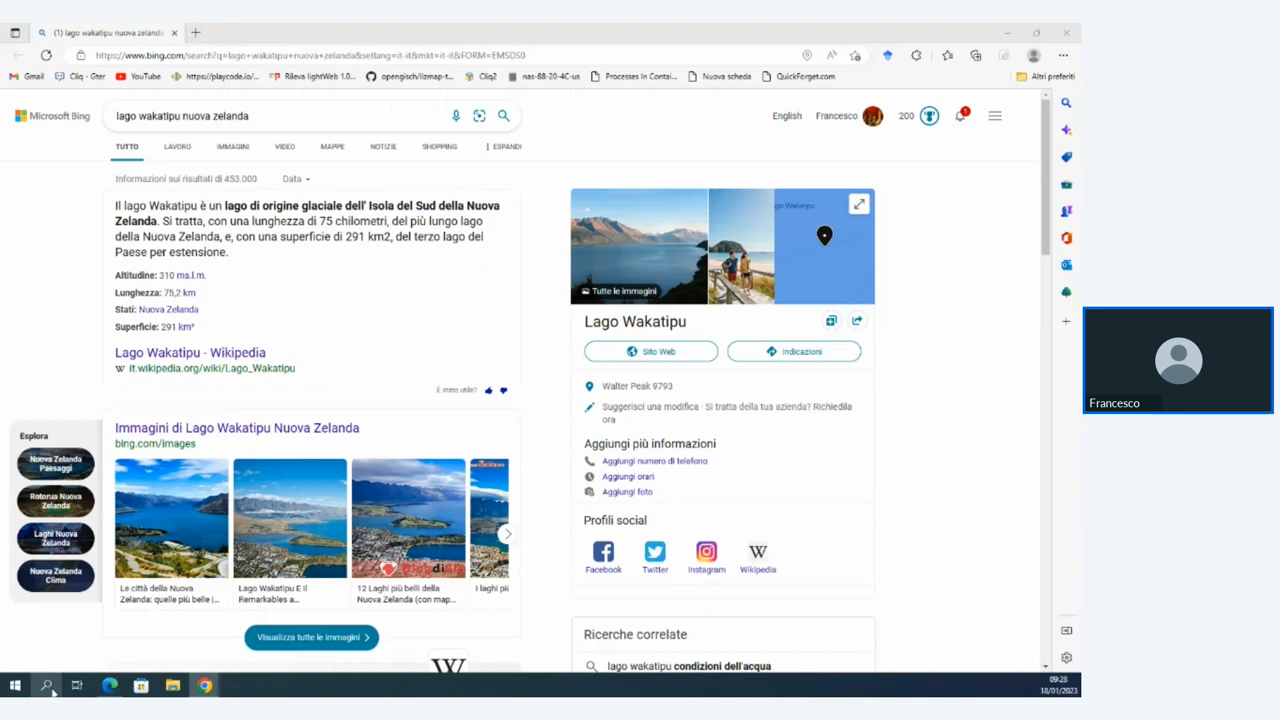 (1) lago wakatipu nuova zelanda
https://www.bing.com/search?q=lago+wakatipu+nuova+zelanda&setlang=it-it&mkt=it-it&FORM=EMSDS0
Gmail
Cliq - Gter
YouTube
https://playcode.io/...
Rileva lightWeb 1.0...
opengisch/lizmap-t...
Cliq2
nas-88-20-4C-us
Processes In Contai...
Nuova scheda
QuickForget.com
Altri preferiti
Microsoft Bing
lago wakatipu nuova zelanda
English
Francesco
200
1
TUTTO
LAVORO
IMMAGINI
VIDEO
MAPPE
NOTIZIE
SHOPPING
ESPANDI
Informazioni sui risultati di 453.000
Data
Il lago Wakatipu è un lago di origine glaciale dell' Isola del Sud della Nuova
Zelanda. Si tratta, con una lunghezza di 75 chilometri, del più lungo lago
della Nuova Zelanda, e, con una superficie di 291 km2, del terzo lago del
Paese per estensione.
Altitudine: 310 ms.l.m.
Lunghezza: 75,2 km
Stati: Nuova Zelanda
Superficie: 291 km²
Lago Wakatipu - Wikipedia
W it.wikipedia.org/wiki/Lago_Wakatipu
È stato utile?
Immagini di Lago Wakatipu Nuova Zelanda
bing.com/images
Le città della Nuova
Zelanda: quelle più belle |...
Lago Wakatipu E Il
Remarkables a...
12 Laghi più belli della
Nuova Zelanda (con map...
I laghi pi
Visualizza tutte le immagini
W
Esplora
Nuova Zelanda
Paesaggi
Rotorua Nuova
Zelanda
Laghi Nuova
Zelanda
Nuova Zelanda
Clima
Tutte le immagini
ago Wakatipu
Lago Wakatipu
Sito Web
Indicazioni
Walter Peak 9793
Suggerisci una modifica · Si tratta della tua azienda? Richiedila
ora
Aggiungi più informazioni
Aggiungi numero di telefono
Aggiungi orari
Aggiungi foto
Profili social
W
Facebook
Twitter
Instagram
Wikipedia
Ricerche correlate
lago wakatipu condizioni dell'acqua
Francesco
09:28
18/01/2023